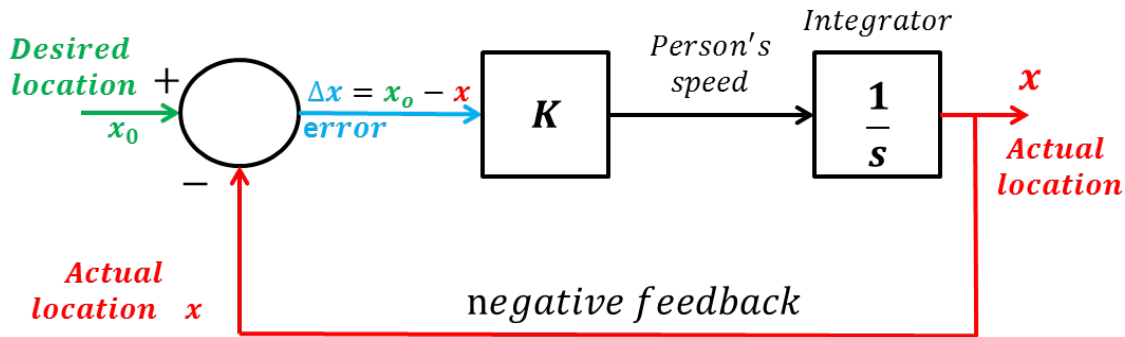 Desired
location
+
x₀
−
Δx = xₒ − x
error
K
Person's
speed
Integrator
1
s
x
Actual
location
Actual
location x
negative feedback